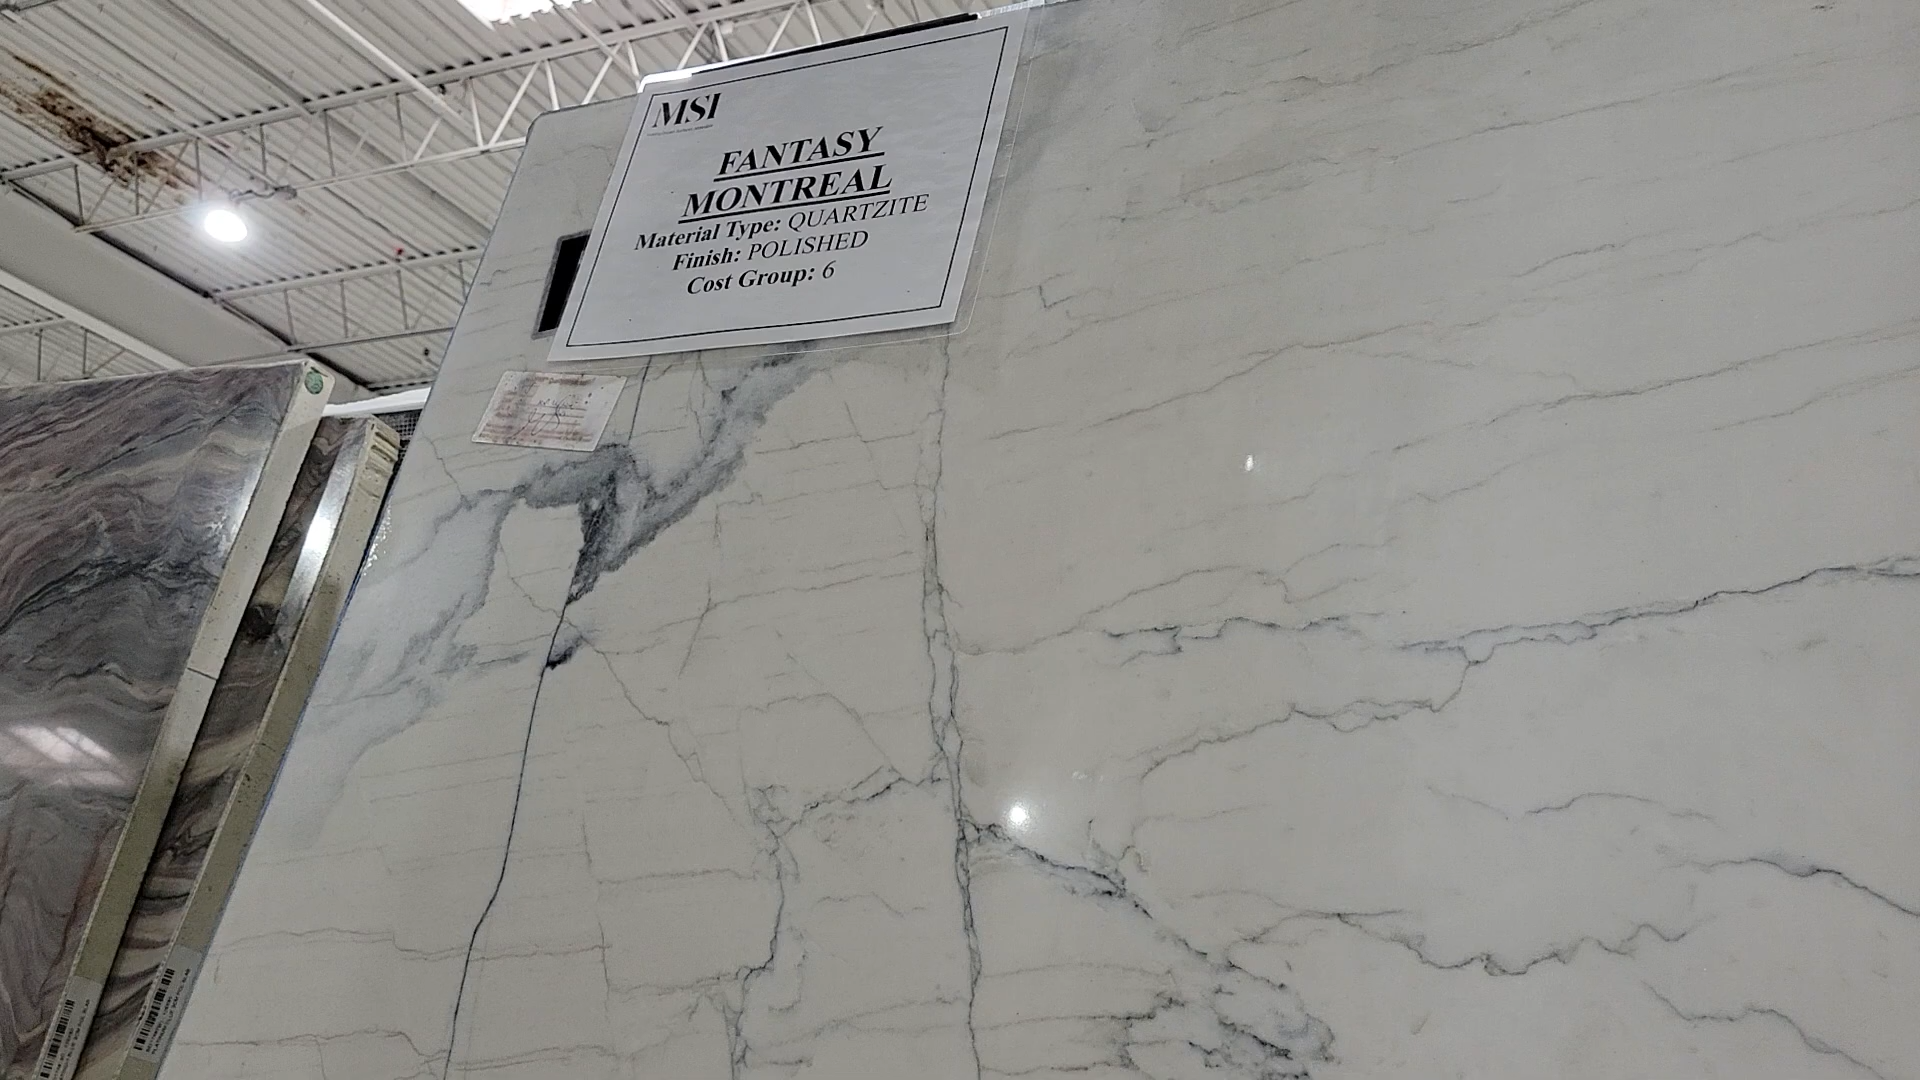 MSI
FANTASY
MONTREAL
Material Type: QUARTZITE
Finish: POLISHED
Cost Group: 6